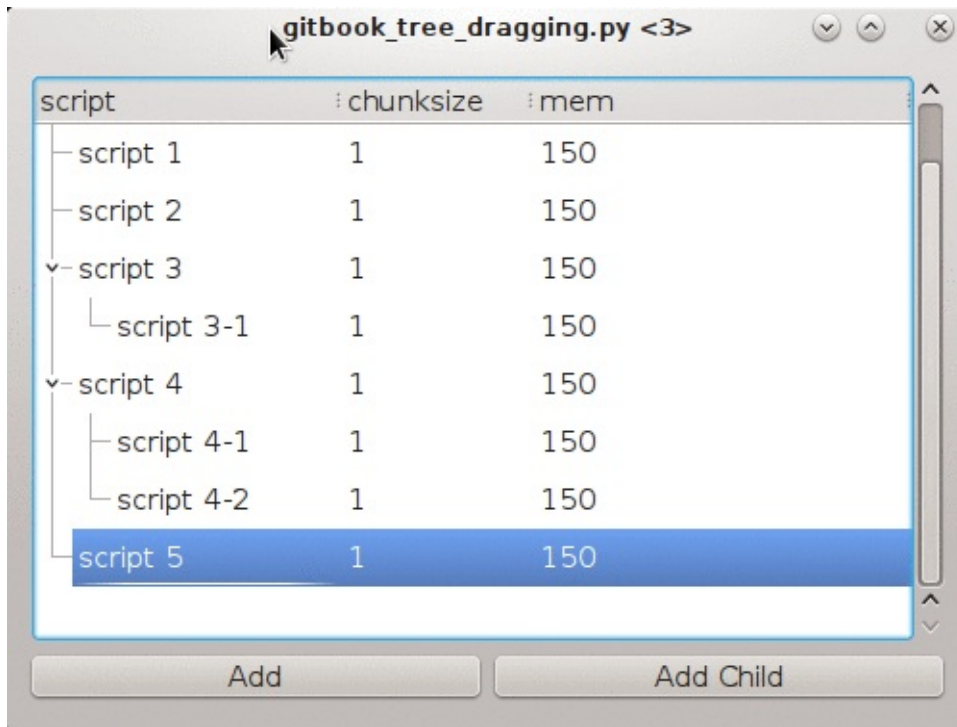 gitbook_tree_dragging.py <3>
script chunksize mem
script 1 1 150
script 2 1 150
script 3 1 150
script 3-1 1 150
script 4 1 150
script 4-1 1 150
script 4-2 1 150
script 5 1 150
Add Add Child